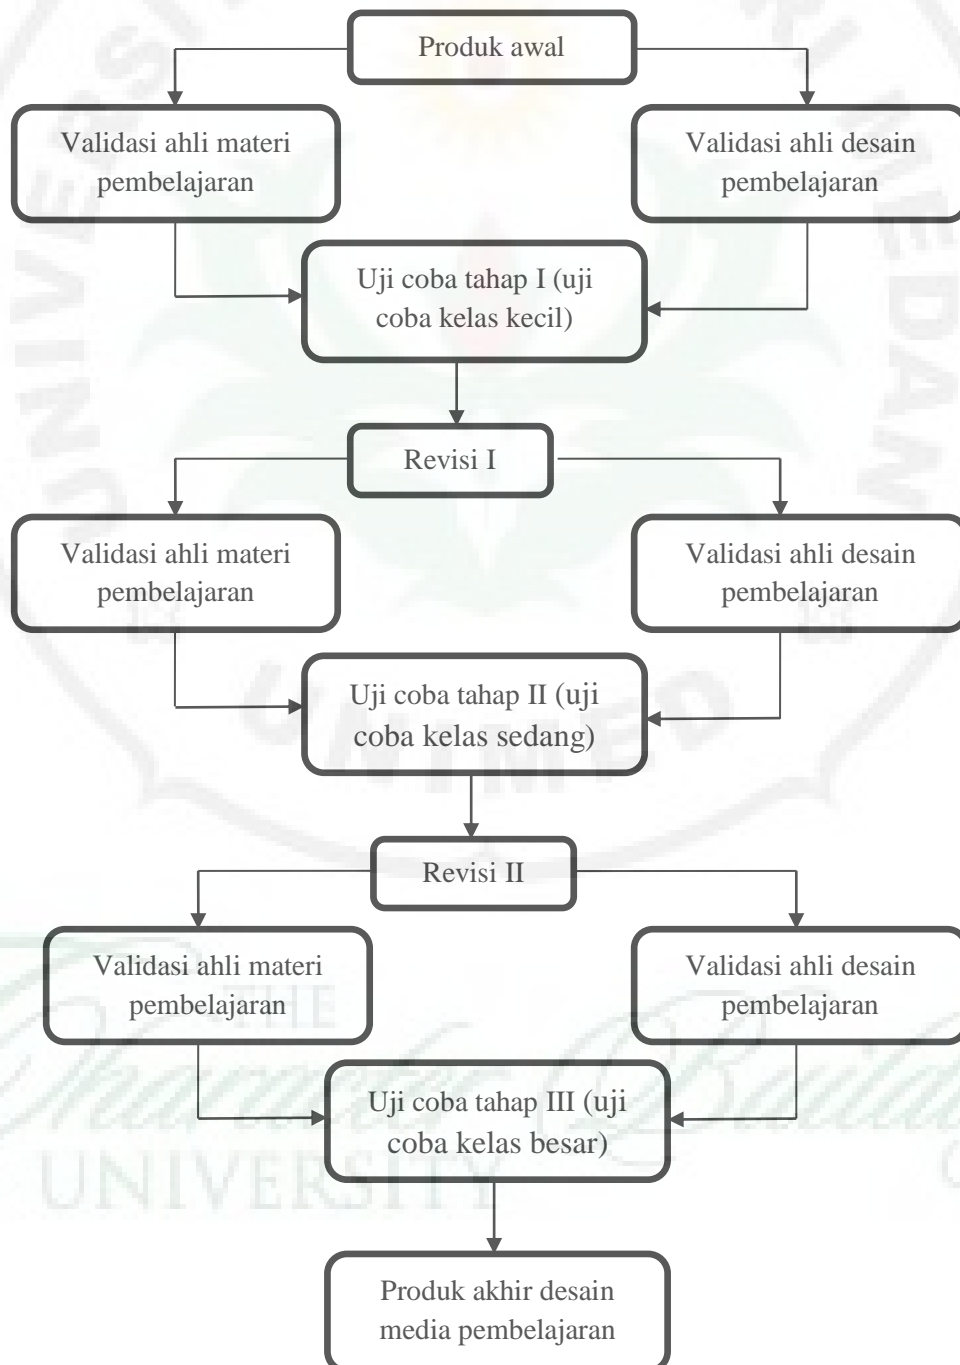 Produk awal
Validasi ahli materi
pembelajaran
Validasi ahli desain
pembelajaran
Uji coba tahap I (uji
coba kelas kecil)
Revisi I
Validasi ahli materi
pembelajaran
Validasi ahli desain
pembelajaran
Uji coba tahap II (uji
coba kelas sedang)
Revisi II
Validasi ahli materi
pembelajaran
Validasi ahli desain
pembelajaran
Uji coba tahap III (uji
coba kelas besar)
Produk akhir desain
media pembelajaran
UNIMED
THE
UNIVERSITY